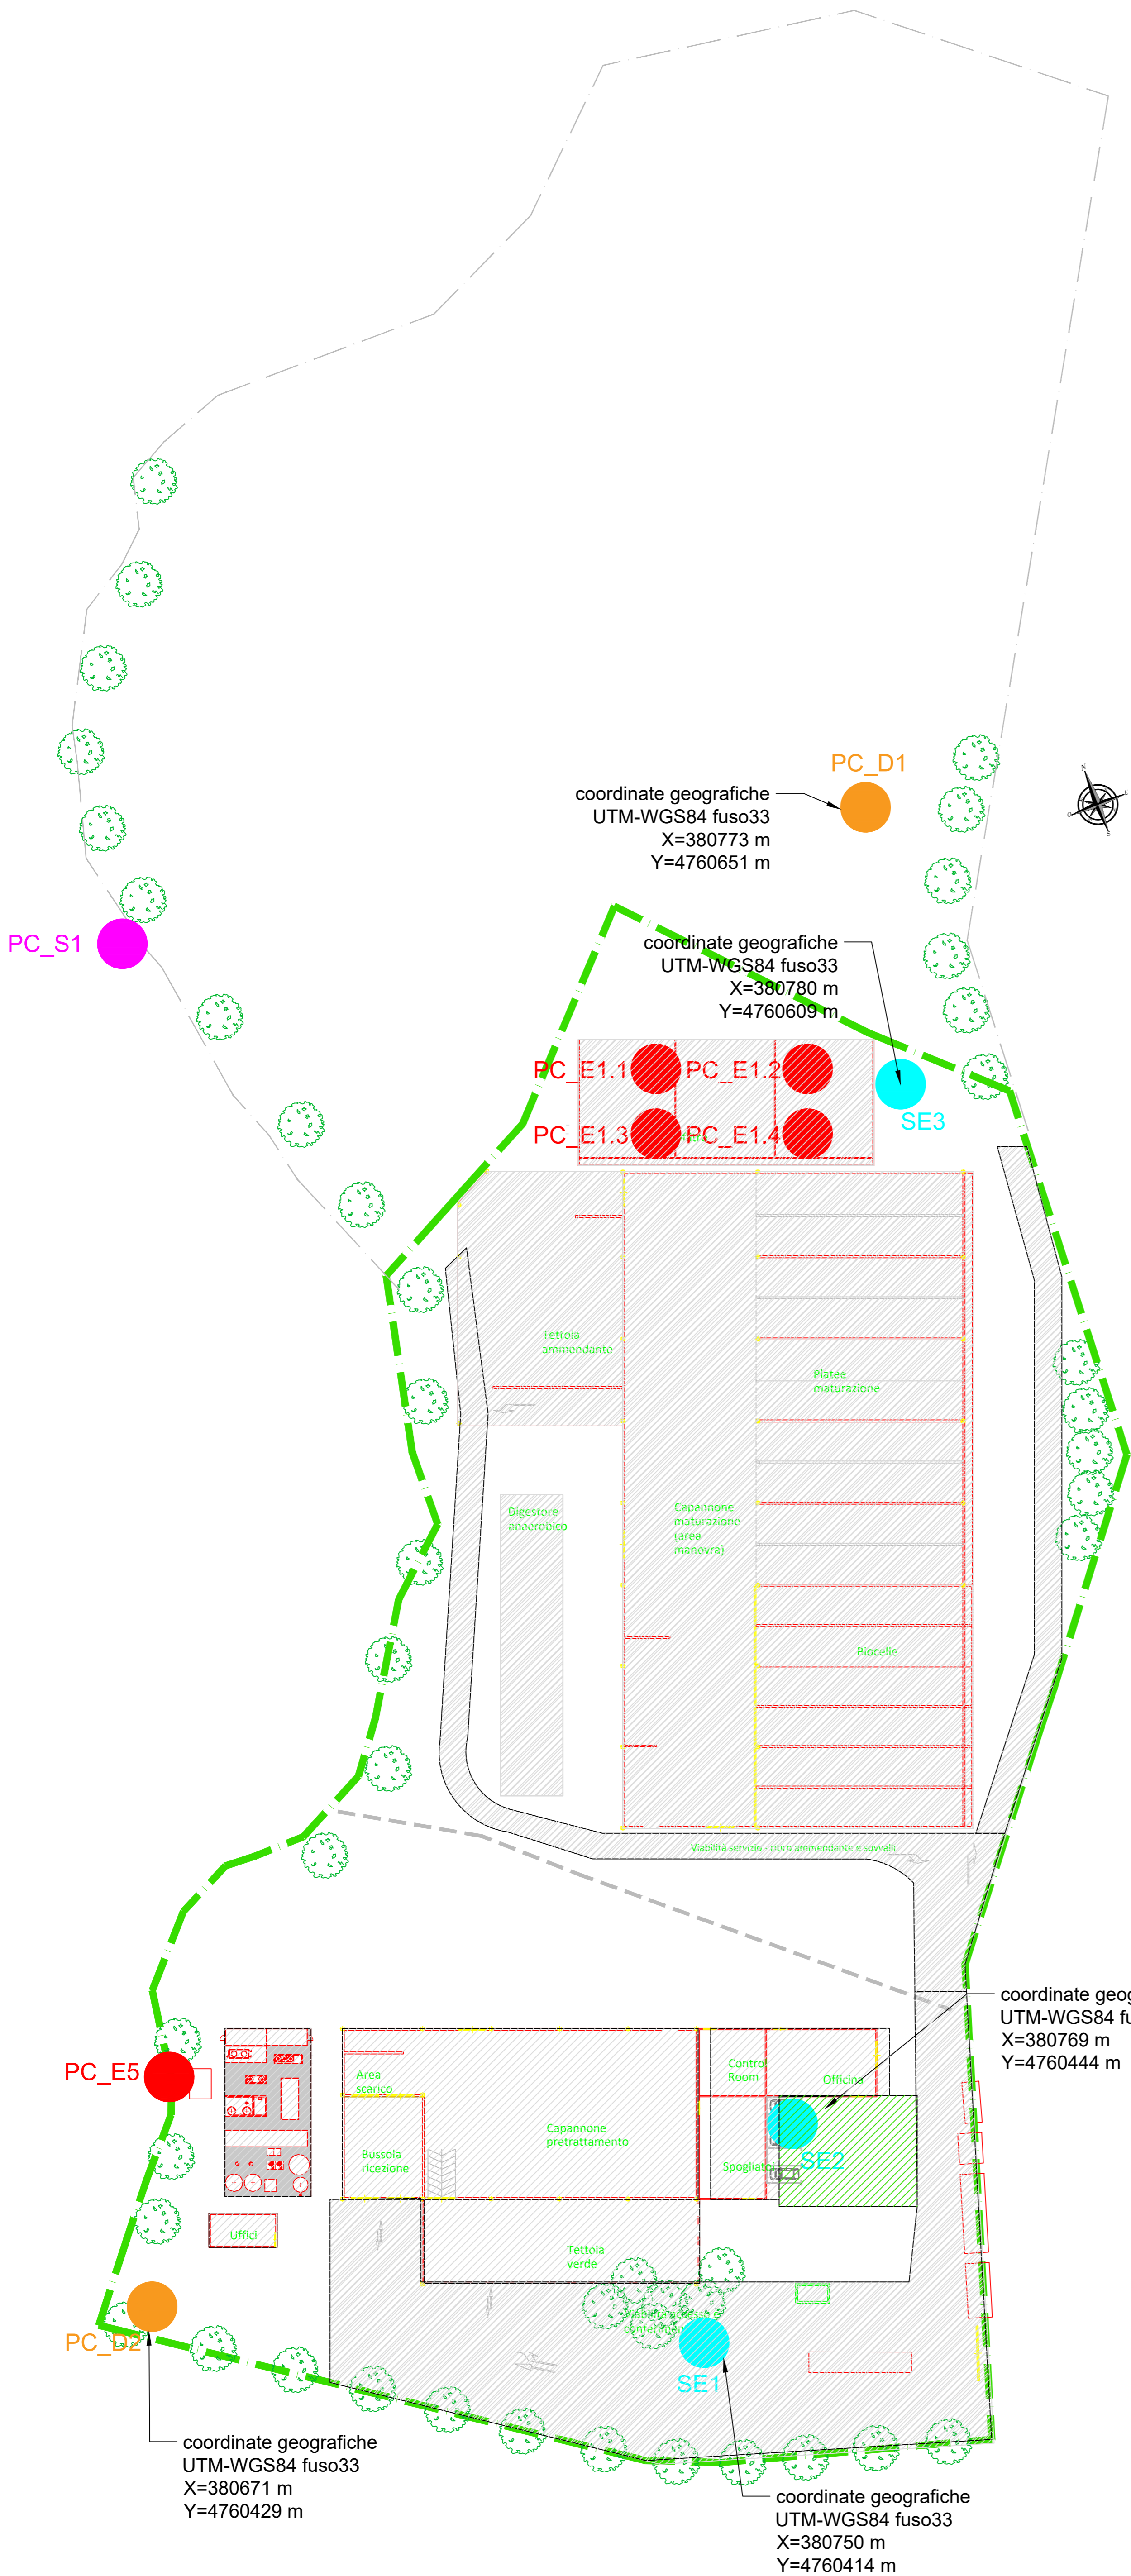 PC_D1
coordinate geografiche
UTM-WGS84 fuso33
X=380773 m
Y=4760651 m
N
E
O
S
PC_S1
coordinate geografiche
UTM-WGS84 fuso33
X=380780 m
Y=4760609 m
PC_E1.1
PC_E1.2
SE3
PC_E1.3
PC_E1.4
Tettoia
ammendante
Platee
maturazione
Digestore
anaerobico
Capannone
maturazione
(area
manovra)
Biocelle
Viabilità servizio - ritiro ammendante e sovvalli
coordinate geog
UTM-WGS84 fu
X=380769 m
Y=4760444 m
PC_E5
Area
scarico
Control
Room
Officina
Capannone
pretrattamento
Bussola
ricezione
Spogliatoi
SE2
Uffici
Tettoia
verde
PC_D2
SE1
coordinate geografiche
UTM-WGS84 fuso33
X=380671 m
Y=4760429 m
coordinate geografiche
UTM-WGS84 fuso33
X=380750 m
Y=4760414 m